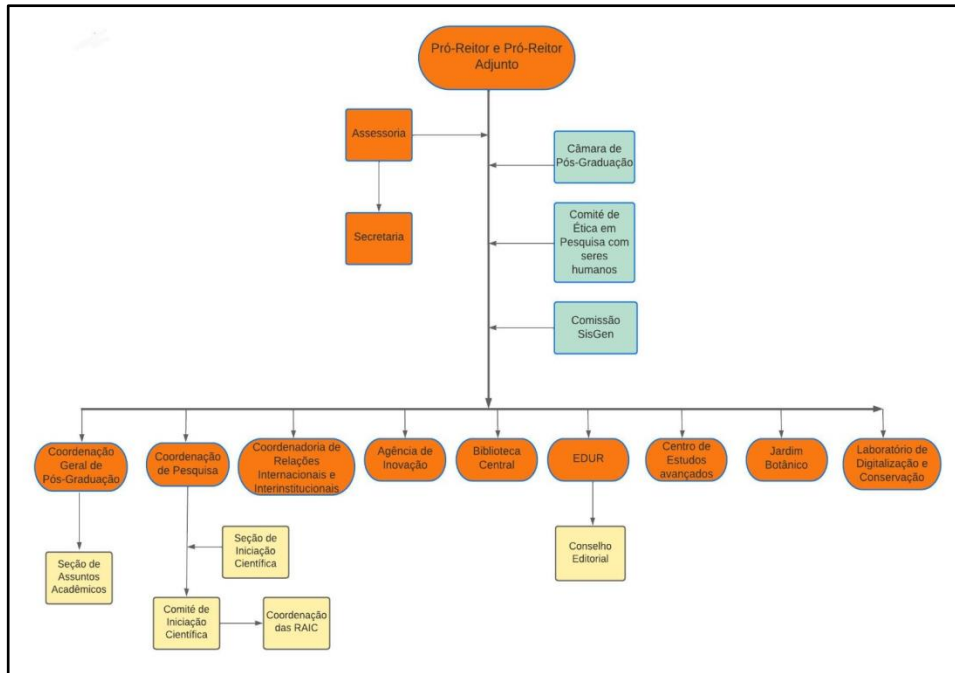 Pró-Reitor e Pró-Reitor
Adjunto
Assessoria
Câmara de
Pós-Graduação
Secretaria
Comité de
Ética em
Pesquisa com
seres
humanos
Comissão
SisGen
Coordenação
Geral de
Pós-Graduação
Coordenação
de Pesquisa
Coordenadoria de
Relações
Internacionais e
Interinstitucionais
Agência de
Inovação
Biblioteca
Central
EDUR
Centro de
Estudos
avançados
Jardim
Botânico
Laboratório de
Digitalização e
Conservação
Seção de
Assuntos
Acadêmicos
Seção de
Iniciação
Científica
Comité de
Iniciação
Científica
Coordenação
das RAIC
Conselho
Editorial